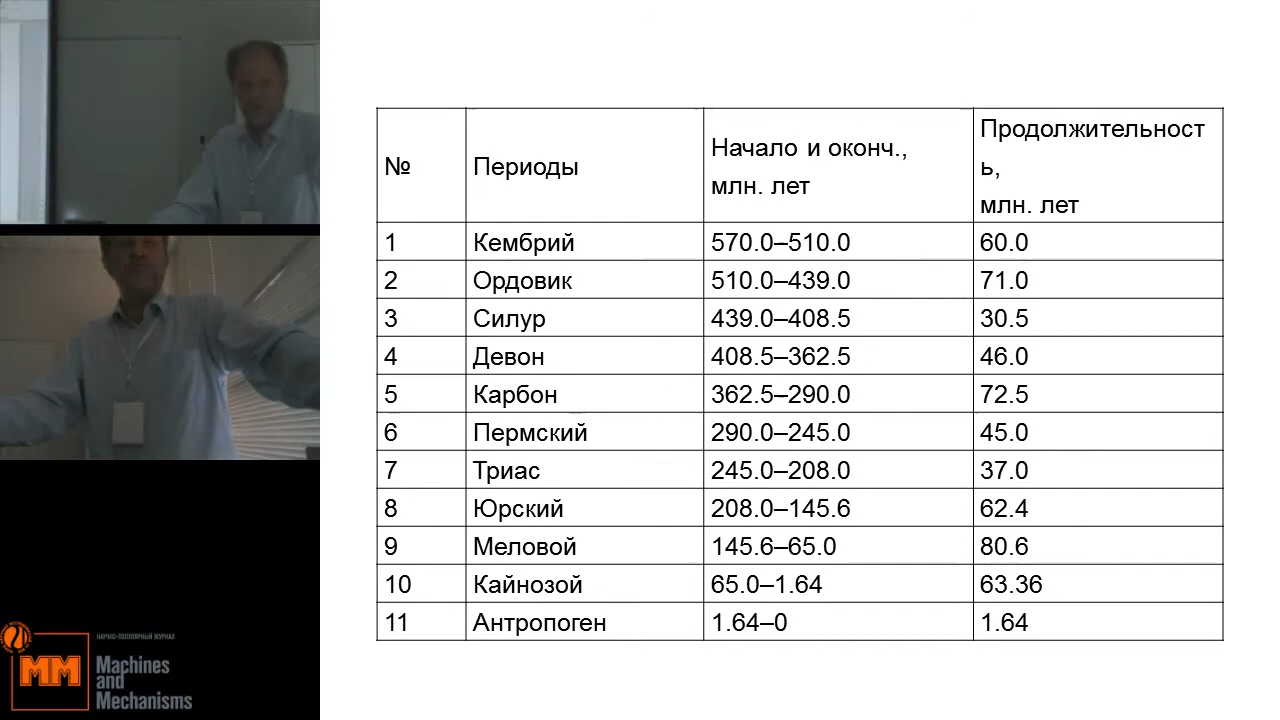 № Периоды Начало и оконч., млн. лет Продолжительност
ь,
млн. лет
1 Кембрий 570.0–510.0 60.0
2 Ордовик 510.0–439.0 71.0
3 Силур 439.0–408.5 30.5
4 Девон 408.5–362.5 46.0
5 Карбон 362.5–290.0 72.5
6 Пермский 290.0–245.0 45.0
7 Триас 245.0–208.0 37.0
8 Юрский 208.0–145.6 62.4
9 Меловой 145.6–65.0 80.6
10 Кайнозой 65.0–1.64 63.36
11 Антропоген 1.64–0 1.64
НАУЧНО-ПОПУЛЯРНЫЙ ЖУРНАЛ
ММ
Machines
and
Mechanisms